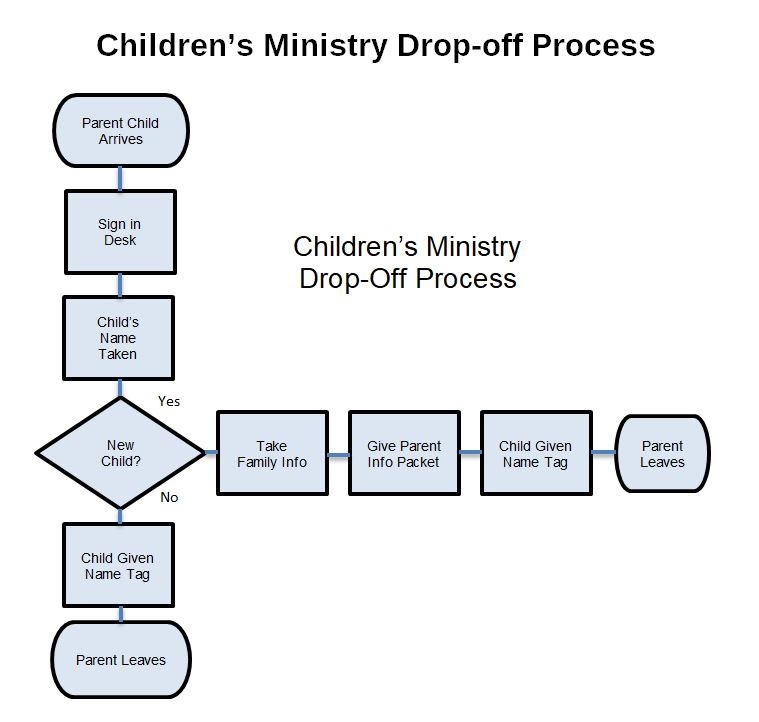 Children’s Ministry Drop-off Process
Parent Child
Arrives
Sign in
Desk
Children’s Ministry
Drop-Off Process
Child’s
Name
Taken
Yes
New
Child?
Take
Family Info
Give Parent
Info Packet
Child Given
Name Tag
Parent
Leaves
No
Child Given
Name Tag
Parent Leaves